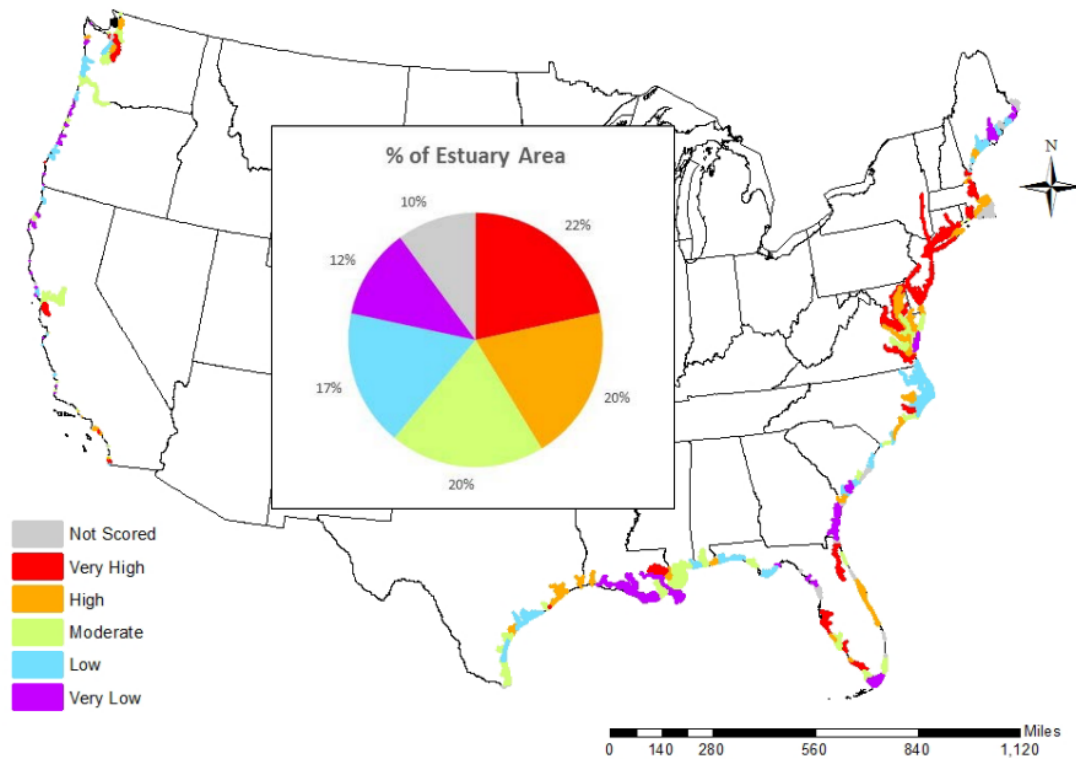 N
% of Estuary Area
10%
22%
12%
17%
20%
20%
Not Scored
Very High
High
Moderate
Low
Very Low
Miles
0 140 280 560 840 1,120